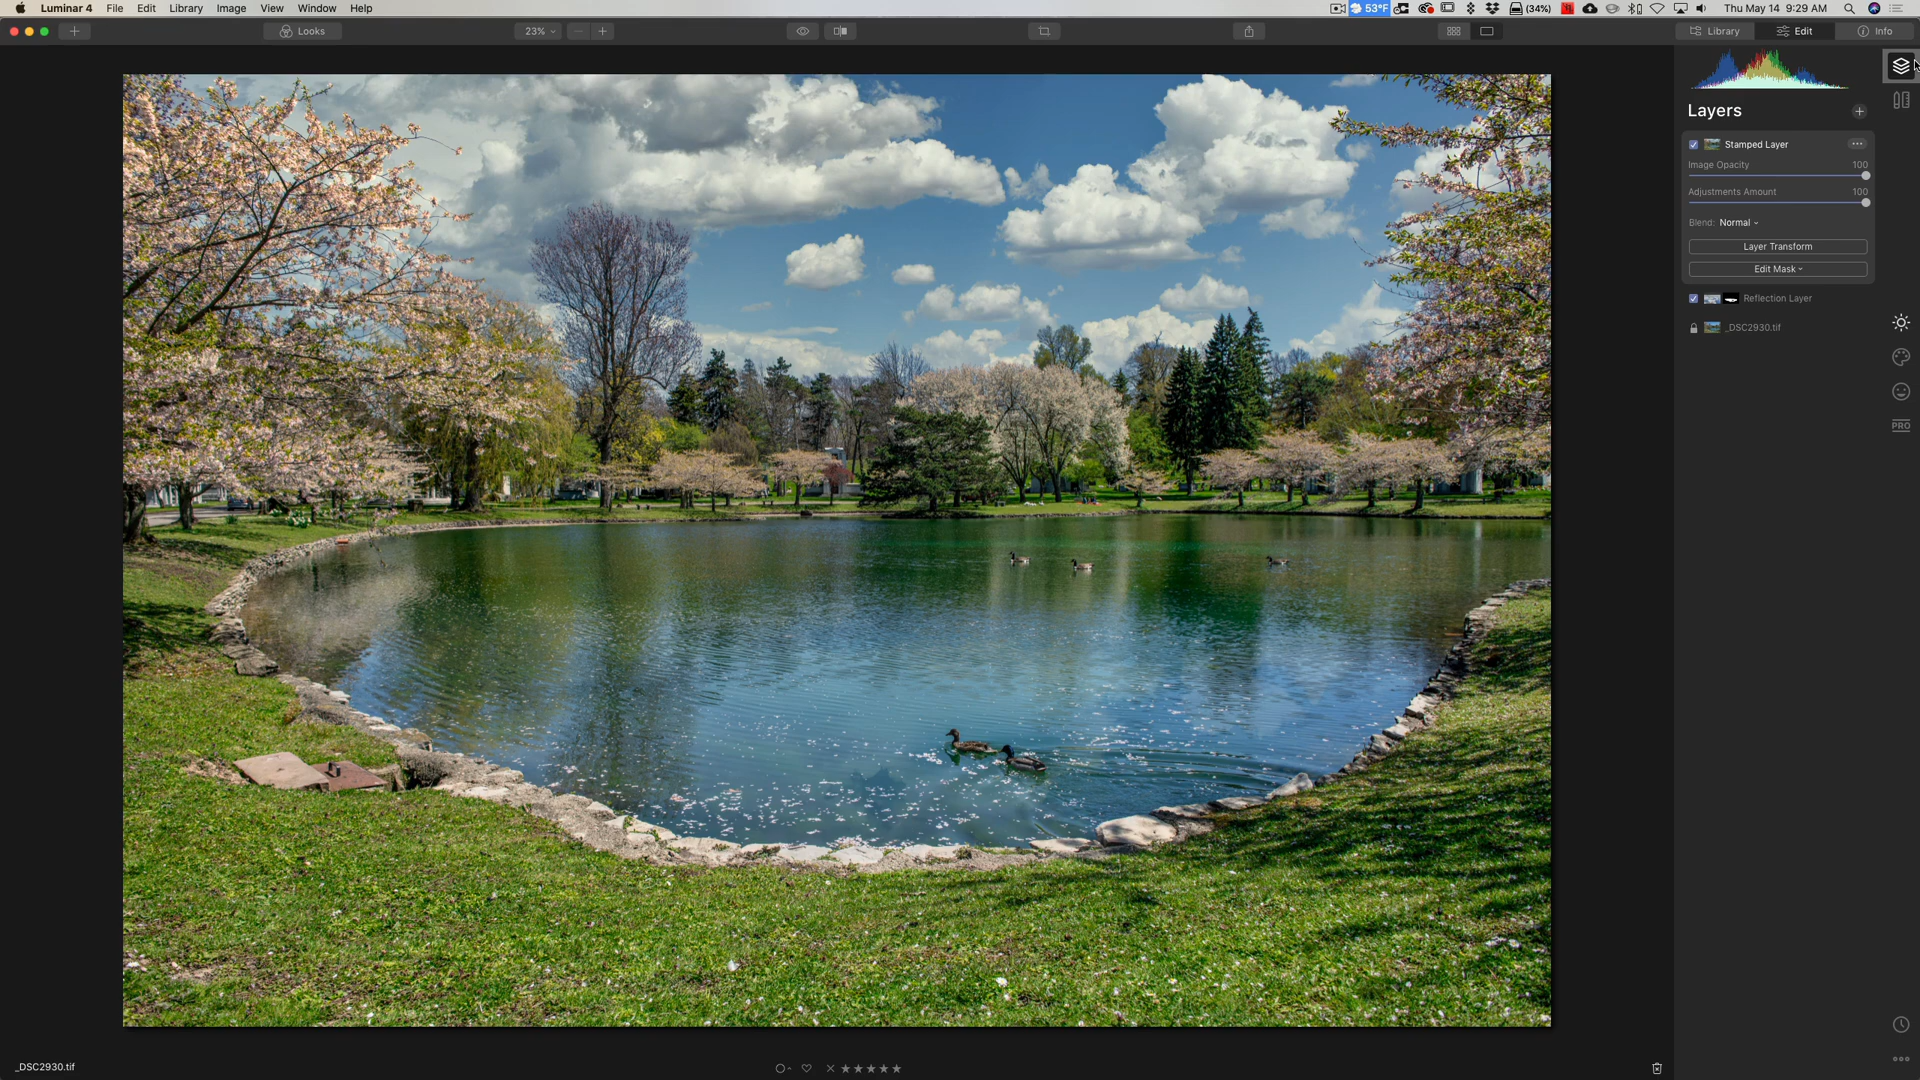 Luminar 4 File Edit Library Image View Window Help 53°F (34%) Thu May 14 9:29 AM
Looks 23% Library Edit Info
Layers
Stamped Layer
Image Opacity 100
Adjustments Amount 100
Blend: Normal
Layer Transform
Edit Mask
Reflection Layer
_DSC2930.tif
PRO
_DSC2930.tif